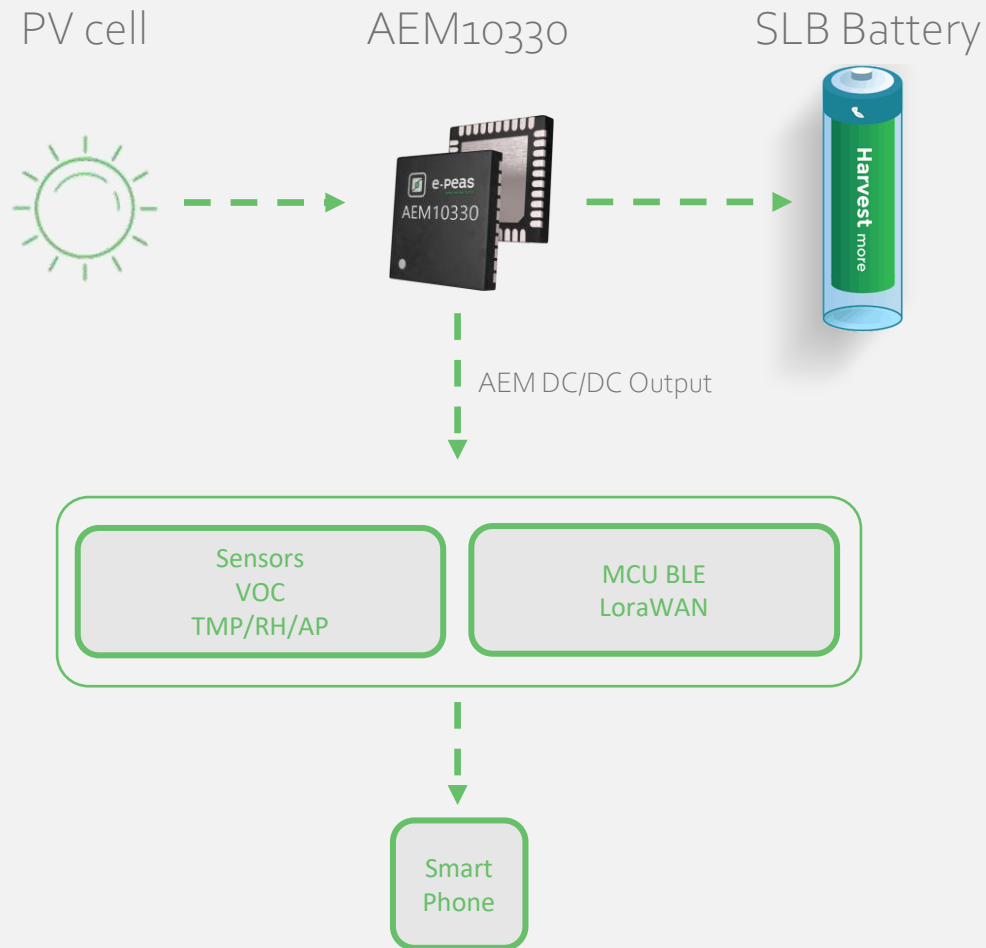 PV cell
AEM10330
SLB Battery
e-peas
AEM10330
Harvest more
AEM DC/DC Output
Sensors
VOC
TMP/RH/AP
MCU BLE
LoraWAN
Smart
Phone